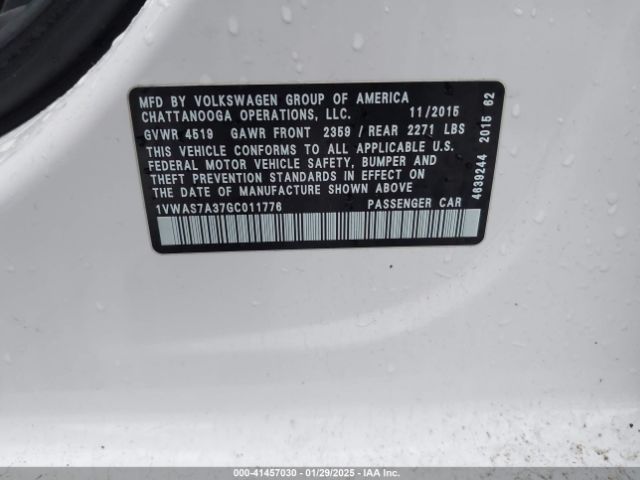 MFD BY VOLKSWAGEN GROUP OF AMERICA
CHATTANOOGA OPERATIONS, LLC. 11/2015
GVWR 4519 GAWR FRONT 2359 / REAR 2271 LBS
THIS VEHICLE CONFORMS TO ALL APPLICABLE U.S.
FEDERAL MOTOR VEHICLE SAFETY, BUMPER AND
THEFT PREVENTION STANDARDS IN EFFECT ON
THE DATE OF MANUFACTURE SHOWN ABOVE
1VWAS7A37GC011776 PASSENGER CAR
4639244 2015 62
000-41457030 - 01/29/2025 - IAA Inc.